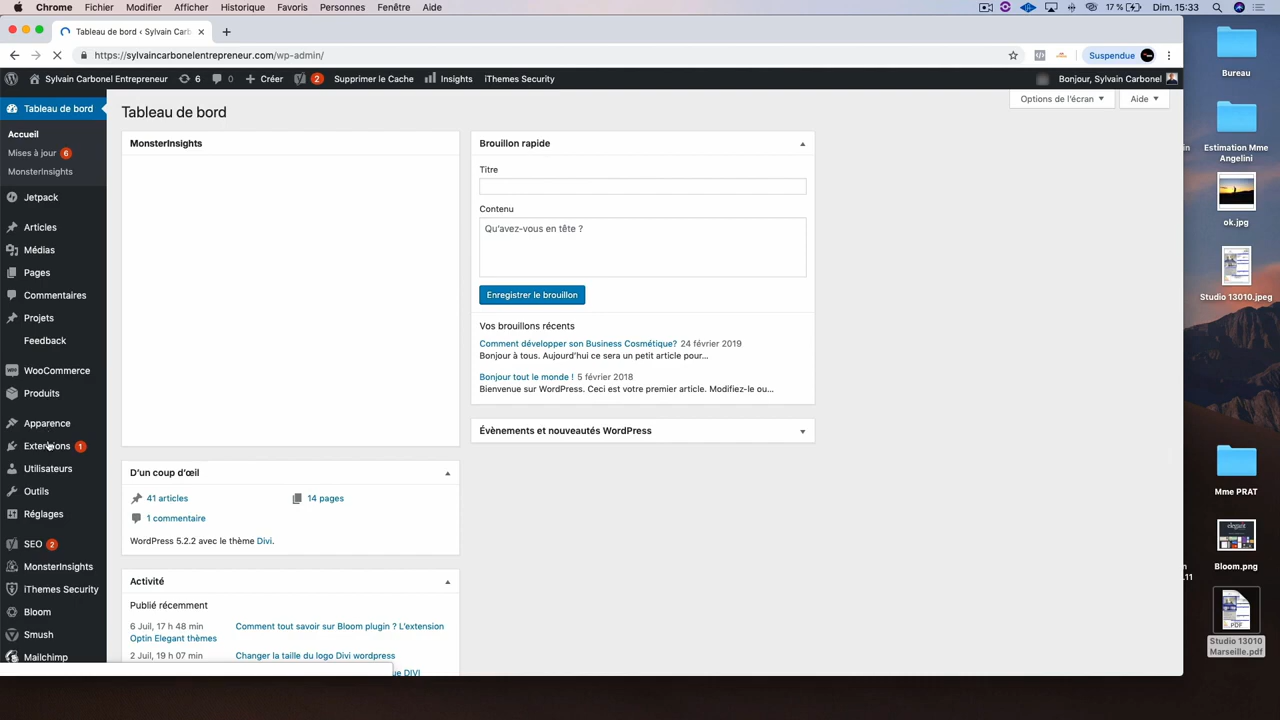 Chrome Fichier Modifier Afficher Historique Favoris Personnes Fenêtre Aide 17 % Dim. 15:33
Tableau de bord ‹ Sylvain Carb
https://sylvaincarbonelentrepreneur.com/wp-admin/ Suspendue
Sylvain Carbonel Entrepreneur 6 0 Créer 2 Supprimer le Cache Insights iThemes Security Bonjour, Sylvain Carbonel
Tableau de bord
Accueil
Mises à jour 6
MonsterInsights
Jetpack
Articles
Médias
Pages
Commentaires
Projets
Feedback
WooCommerce
Produits
Apparence
Extensions 1
Utilisateurs
Outils
Réglages
SEO 2
MonsterInsights
iThemes Security
Bloom
Smush
Mailchimp
Options de l'écran Aide
Tableau de bord
MonsterInsights
D'un coup d'œil
41 articles 14 pages
1 commentaire
WordPress 5.2.2 avec le thème Divi.
Activité
Publié récemment
6 Juil, 17 h 48 min Comment tout savoir sur Bloom plugin ? L'extension
Optin Elegant thèmes
2 Juil, 19 h 07 min Changer la taille du logo Divi wordpress
ue DIVI
Brouillon rapide
Titre
Contenu
Qu'avez-vous en tête ?
Enregistrer le brouillon
Vos brouillons récents
Comment développer son Business Cosmétique? 24 février 2019
Bonjour à tous. Aujourd'hui ce sera un petit article pour…
Bonjour tout le monde ! 5 février 2018
Bienvenue sur WordPress. Ceci est votre premier article. Modifiez-le ou…
Évènements et nouveautés WordPress
Bureau
Estimation Mme
Angelini
ok.jpg
Studio 13010.jpeg
Mme PRAT
elegant
Bloom.png
PDF
Studio 13010
Marseille.pdf
in
n
.11